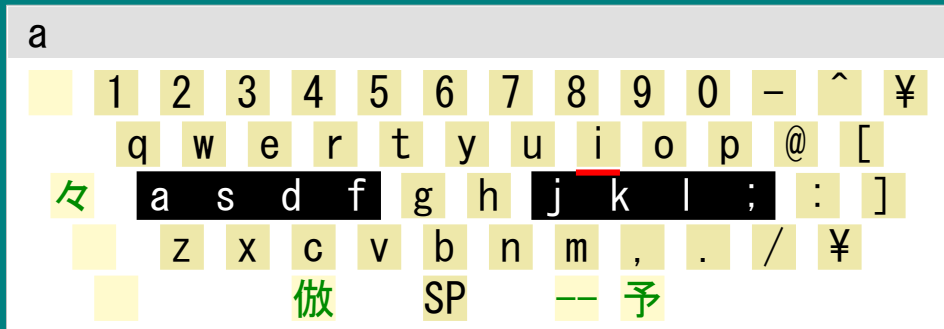 a
1 2 3 4 5 6 7 8 9 0 - ^ ¥
q w e r t y u i o p @ [
々 a s d f g h j k l ; : ]
z x c v b n m , . / ¥
倣 SP -- 予